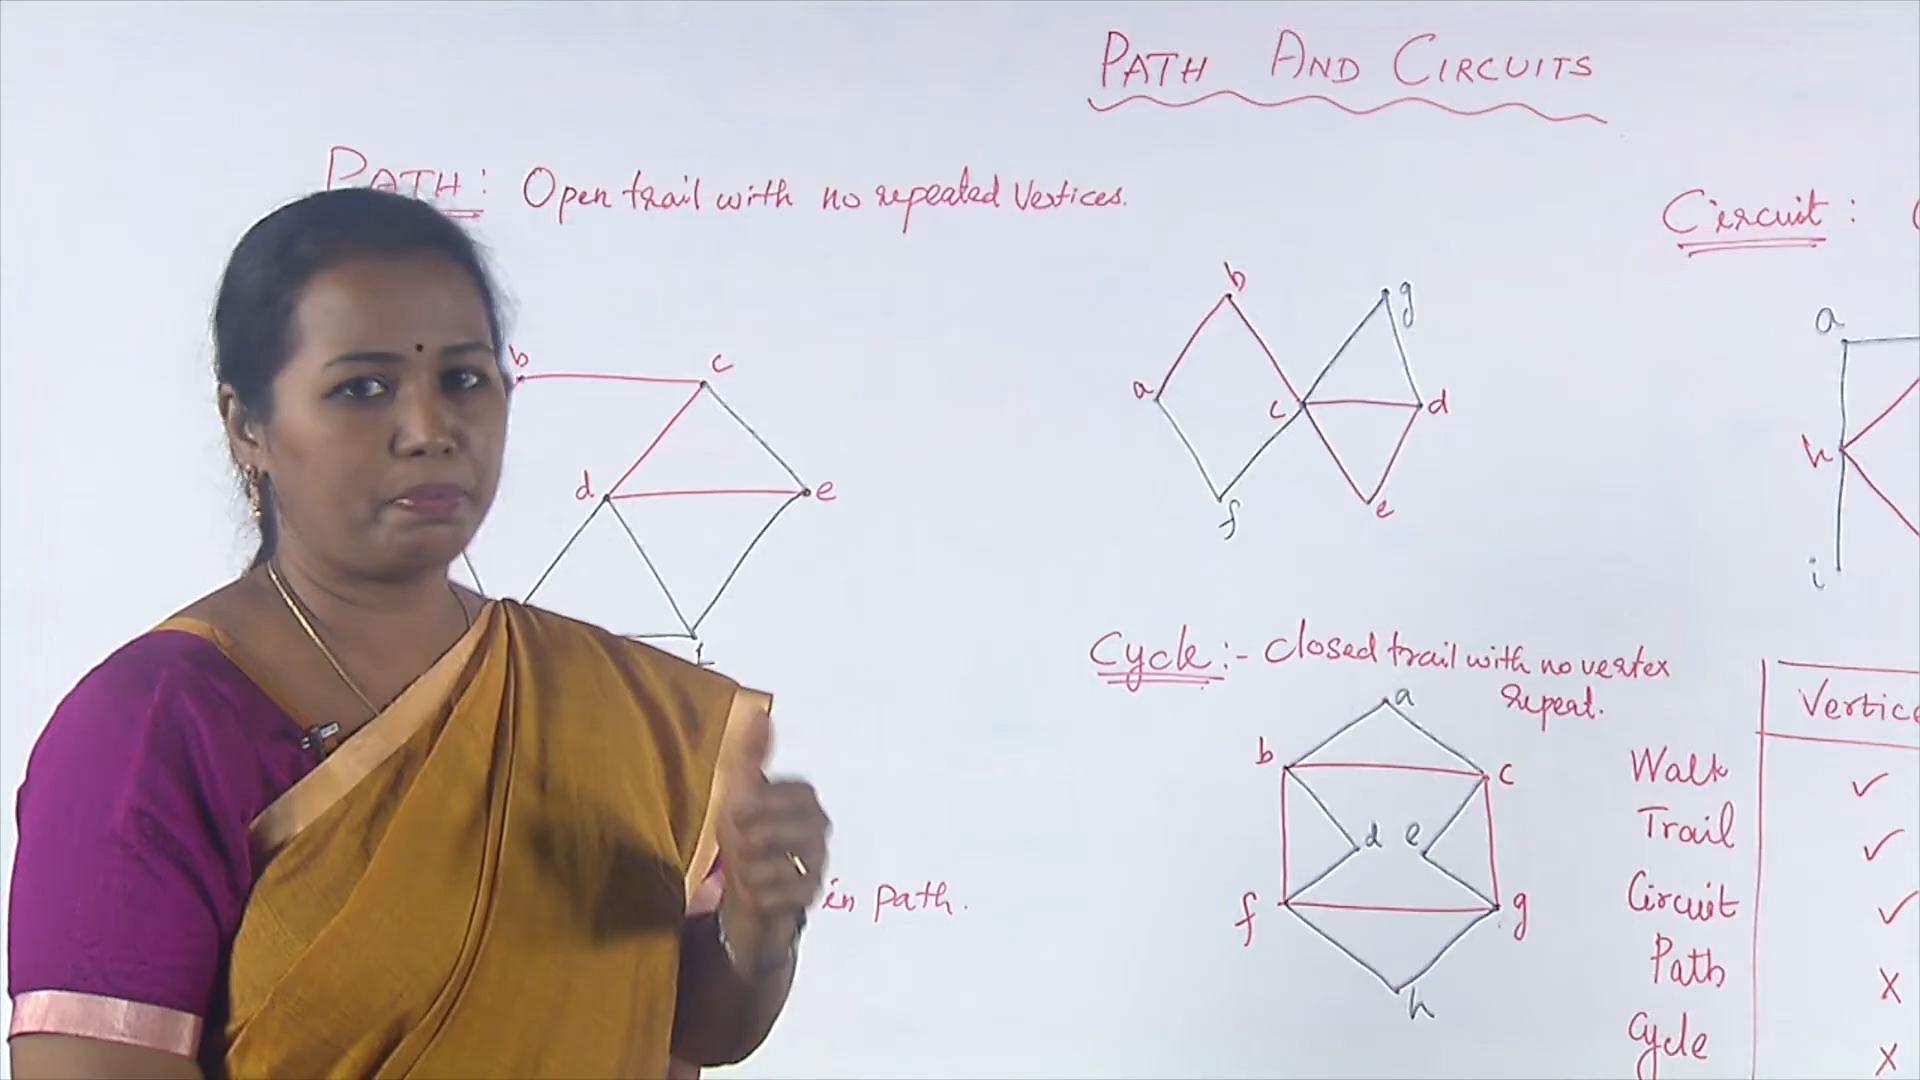 PATH AND CIRCUITS
PATH: Open trail with no repeated Vertices.
Circuit :
b
c
d
e
b
g
a
c
d
f
e
a
h
i
in path.
Cycle :- closed trail with no vertex
repeat.
a
b
c
d
e
f
g
h
Walk ✓
Trail ✓
Circuit ✓
Path X
Cycle X